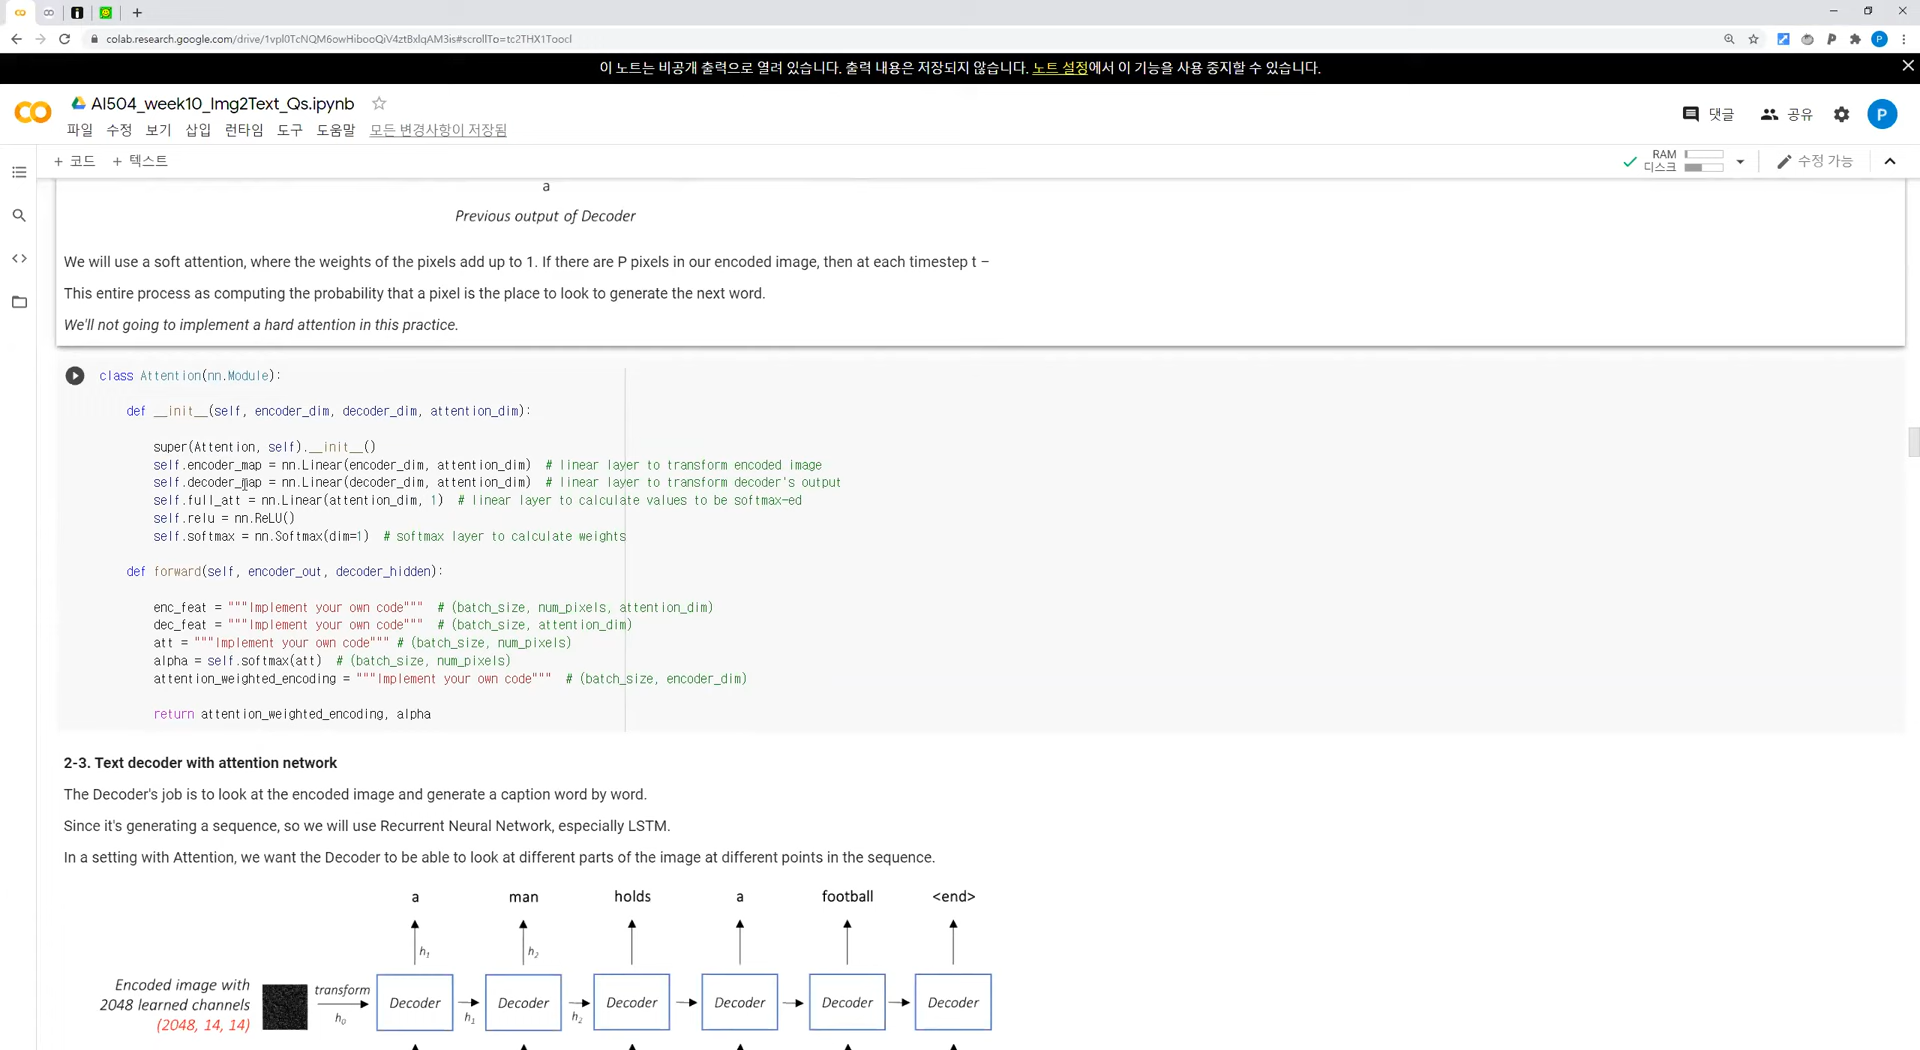 colab.research.google.com/drive/1vpl0TcNQM6owHibooQiV4ztBxlqAM3is#scrollTo=tc2THX1Toocl
이 노트는 비공개 출력으로 열려 있습니다. 출력 내용은 저장되지 않습니다. 노트 설정에서 이 기능을 사용 중지할 수 있습니다.
AI504_week10_Img2Text_Qs.ipynb
파일 수정 보기 삽입 런타임 도구 도움말 모든 변경사항이 저장됨
댓글 공유 P
+ 코드 + 텍스트
RAM
디스크
수정 가능
a
Previous output of Decoder
We will use a soft attention, where the weights of the pixels add up to 1. If there are P pixels in our encoded image, then at each timestep t –
This entire process as computing the probability that a pixel is the place to look to generate the next word.
We'll not going to implement a hard attention in this practice.
class Attention(nn.Module):
def __init__(self, encoder_dim, decoder_dim, attention_dim):
super(Attention, self).__init__()
self.encoder_map = nn.Linear(encoder_dim, attention_dim) # linear layer to transform encoded image
self.decoder_map = nn.Linear(decoder_dim, attention_dim) # linear layer to transform decoder's output
self.full_att = nn.Linear(attention_dim, 1) # linear layer to calculate values to be softmax-ed
self.relu = nn.ReLU()
self.softmax = nn.Softmax(dim=1) # softmax layer to calculate weights
def forward(self, encoder_out, decoder_hidden):
enc_feat = """Implement your own code""" # (batch_size, num_pixels, attention_dim)
dec_feat = """Implement your own code""" # (batch_size, attention_dim)
att = """Implement your own code""" # (batch_size, num_pixels)
alpha = self.softmax(att) # (batch_size, num_pixels)
attention_weighted_encoding = """Implement your own code""" # (batch_size, encoder_dim)
return attention_weighted_encoding, alpha
2-3. Text decoder with attention network
The Decoder's job is to look at the encoded image and generate a caption word by word.
Since it's generating a sequence, so we will use Recurrent Neural Network, especially LSTM.
In a setting with Attention, we want the Decoder to be able to look at different parts of the image at different points in the sequence.
a man holds a football <end>
h1 h2
Encoded image with
2048 learned channels
(2048, 14, 14)
transform
h0
Decoder Decoder Decoder Decoder Decoder Decoder
h1 h2